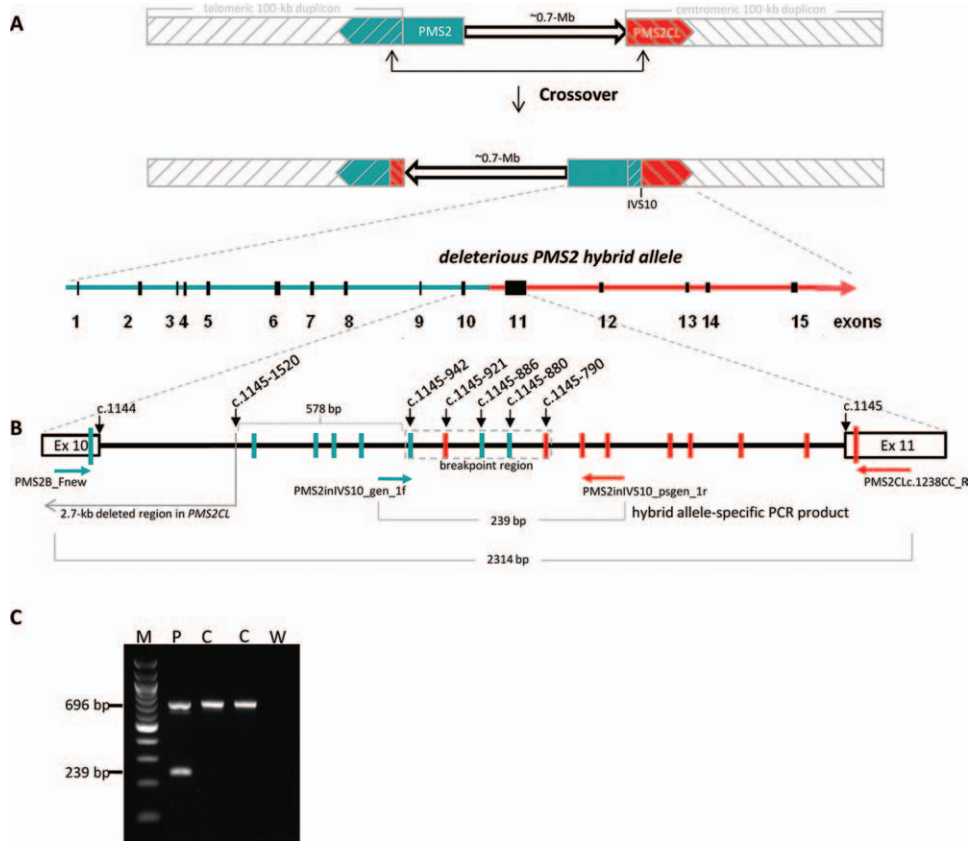 A
telomeric 100-kb duplicon
centromeric 100-kb duplicon
PMS2
~0.7-Mb
PMS2CL
Crossover
~0.7-Mb
IVS10
deleterious PMS2 hybrid allele
1 2 3 4 5 6 7 8 9 10 11 12 13 14 15 exons
B
c.1144
c.1145-1520
c.1145-942
c.1145-921
c.1145-886
c.1145-880
c.1145-790
c.1145
578 bp
Ex 10
Ex 11
breakpoint region
PMS2B_Fnew
PMS2inIVS10_gen_1f
PMS2inIVS10_psgen_1r
PMS2CLc.1238CC_R
2.7-kb deleted region in PMS2CL
239 bp
hybrid allele-specific PCR product
2314 bp
C
M P C C W
696 bp
239 bp